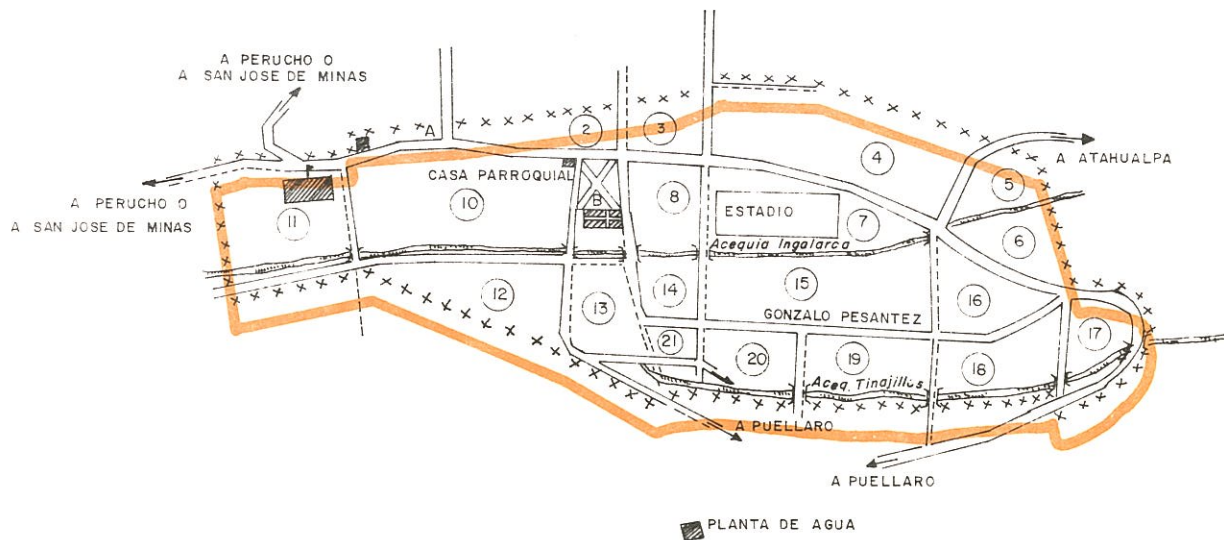 A PERUCHO O
A SAN JOSE DE MINAS
A
2
3
4
A ATAHUALPA
5
CASA PARROQUIAL
A PERUCHO O
A SAN JOSE DE MINAS
11
10
B
8
ESTADIO
7
6
Acequia Ingalarca
12
13
14
15
16
GONZALO PESANTEZ
17
21
20
19
18
Aceq. Tinajillos
A PUELLARO
A PUELLARO
PLANTA DE AGUA